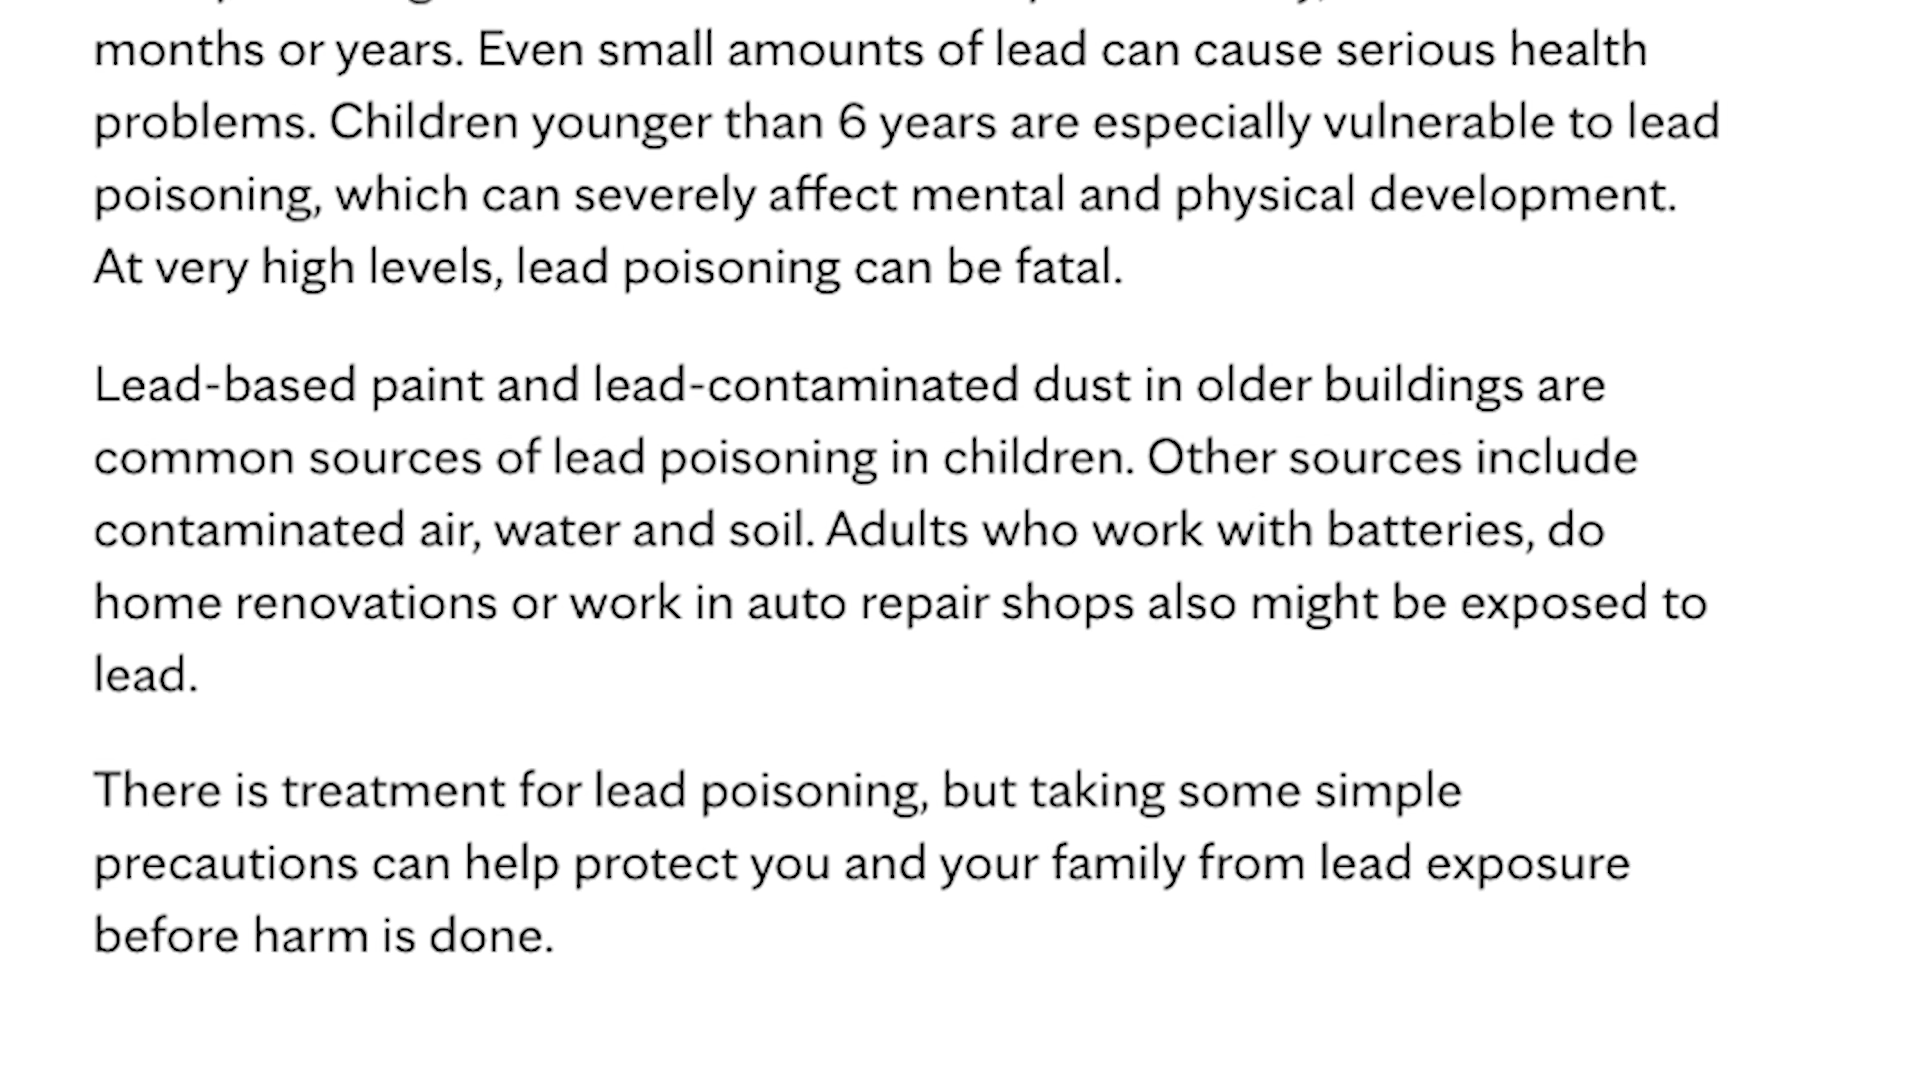 months or years. Even small amounts of lead can cause serious health
problems. Children younger than 6 years are especially vulnerable to lead
poisoning, which can severely affect mental and physical development.
At very high levels, lead poisoning can be fatal.
Lead-based paint and lead-contaminated dust in older buildings are
common sources of lead poisoning in children. Other sources include
contaminated air, water and soil. Adults who work with batteries, do
home renovations or work in auto repair shops also might be exposed to
lead.
There is treatment for lead poisoning, but taking some simple
precautions can help protect you and your family from lead exposure
before harm is done.